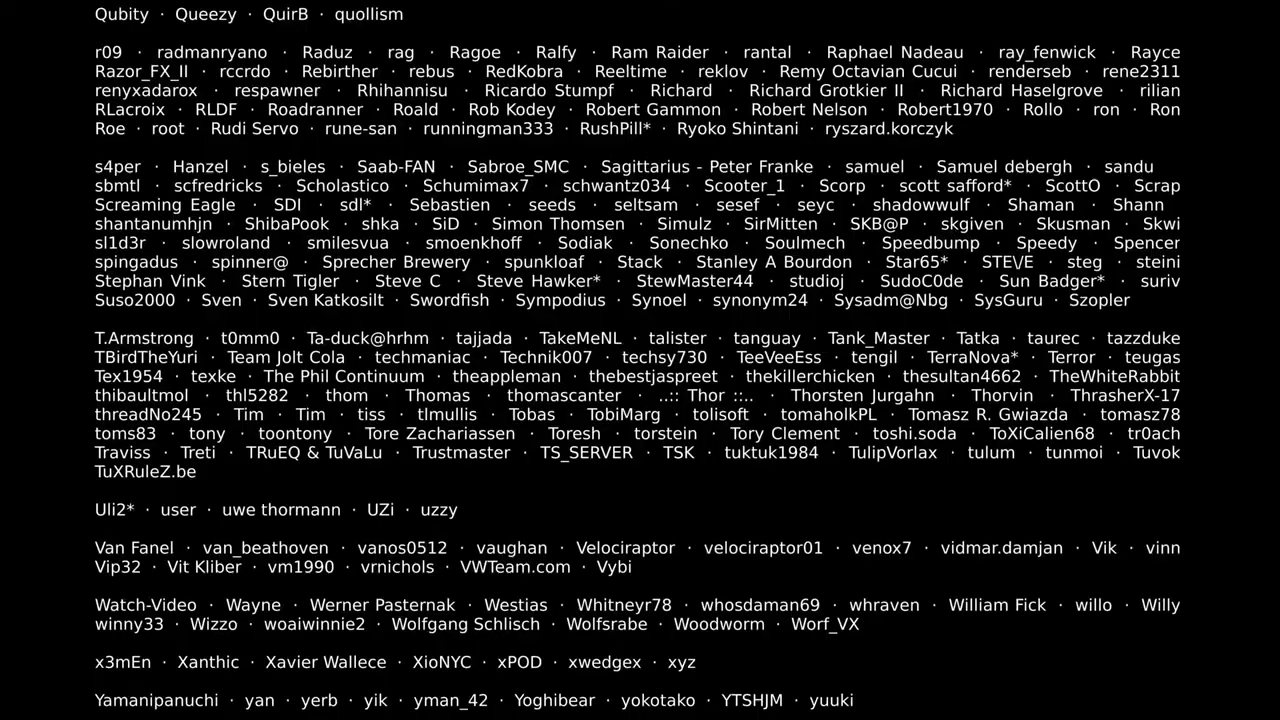 Qubity · Queezy · QuirB · quollism
r09 · radmanryano · Raduz · rag · Ragoe · Ralfy · Ram Raider · rantal · Raphael Nadeau · ray_fenwick · Rayce
Razor_FX_II · rccrdo · Rebirther · rebus · RedKobra · Reeltime · reklov · Remy Octavian Cucui · renderseb · rene2311
renyxadarox · respawner · Rhihannisu · Ricardo Stumpf · Richard · Richard Grotkier II · Richard Haselgrove · rilian
RLacroix · RLDF · Roadranner · Roald · Rob Kodey · Robert Gammon · Robert Nelson · Robert1970 · Rollo · ron · Ron
Roe · root · Rudi Servo · rune-san · runningman333 · RushPill* · Ryoko Shintani · ryszard.korczyk
s4per · Hanzel · s_bieles · Saab-FAN · Sabroe_SMC · Sagittarius - Peter Franke · samuel · Samuel debergh · sandu
sbmtl · scfredricks · Scholastico · Schumimax7 · schwantz034 · Scooter_1 · Scorp · scott safford* · ScottO · Scrap
Screaming Eagle · SDI · sdl* · Sebastien · seeds · seltsam · sesef · seyc · shadowwulf · Shaman · Shann
shantanumhjn · ShibaPook · shka · SiD · Simon Thomsen · Simulz · SirMitten · SKB@P · skgiven · Skusman · Skwi
sl1d3r · slowroland · smilesvua · smoenkhoff · Sodiak · Sonechko · Soulmech · Speedbump · Speedy · Spencer
spingadus · spinner@ · Sprecher Brewery · spunkloaf · Stack · Stanley A Bourdon · Star65* · STE\/E · steg · steini
Stephan Vink · Stern Tigler · Steve C · Steve Hawker* · StewMaster44 · studioj · SudoC0de · Sun Badger* · suriv
Suso2000 · Sven · Sven Katkosilt · Swordfish · Sympodius · Synoel · synonym24 · Sysadm@Nbg · SysGuru · Szopler
T.Armstrong · t0mm0 · Ta-duck@hrhm · tajjada · TakeMeNL · talister · tanguay · Tank_Master · Tatka · taurec · tazzduke
TBirdTheYuri · Team Jolt Cola · techmaniac · Technik007 · techsy730 · TeeVeeEss · tengil · TerraNova* · Terror · teugas
Tex1954 · texke · The Phil Continuum · theappleman · thebestjaspreet · thekillerchicken · thesultan4662 · TheWhiteRabbit
thibaultmol · thl5282 · thom · Thomas · thomascanter · ..:: Thor ::.. · Thorsten Jurgahn · Thorvin · ThrasherX-17
threadNo245 · Tim · Tim · tiss · tlmullis · Tobas · TobiMarg · tolisoft · tomaholkPL · Tomasz R. Gwiazda · tomasz78
toms83 · tony · toontony · Tore Zachariassen · Toresh · torstein · Tory Clement · toshi.soda · ToXiCalien68 · tr0ach
Traviss · Treti · TRuEQ & TuVaLu · Trustmaster · TS_SERVER · TSK · tuktuk1984 · TulipVorlax · tulum · tunmoi · Tuvok
TuXRuleZ.be
Uli2* · user · uwe thormann · UZi · uzzy
Van Fanel · van_beathoven · vanos0512 · vaughan · Velociraptor · velociraptor01 · venox7 · vidmar.damjan · Vik · vinn
Vip32 · Vit Kliber · vm1990 · vrnichols · VWTeam.com · Vybi
Watch-Video · Wayne · Werner Pasternak · Westias · Whitneyr78 · whosdaman69 · whraven · William Fick · willo · Willy
winny33 · Wizzo · woaiwinnie2 · Wolfgang Schlisch · Wolfsrabe · Woodworm · Worf_VX
x3mEn · Xanthic · Xavier Wallece · XioNYC · xPOD · xwedgex · xyz
Yamanipanuchi · yan · yerb · yik · yman_42 · Yoghibear · yokotako · YTSHJM · yuuki